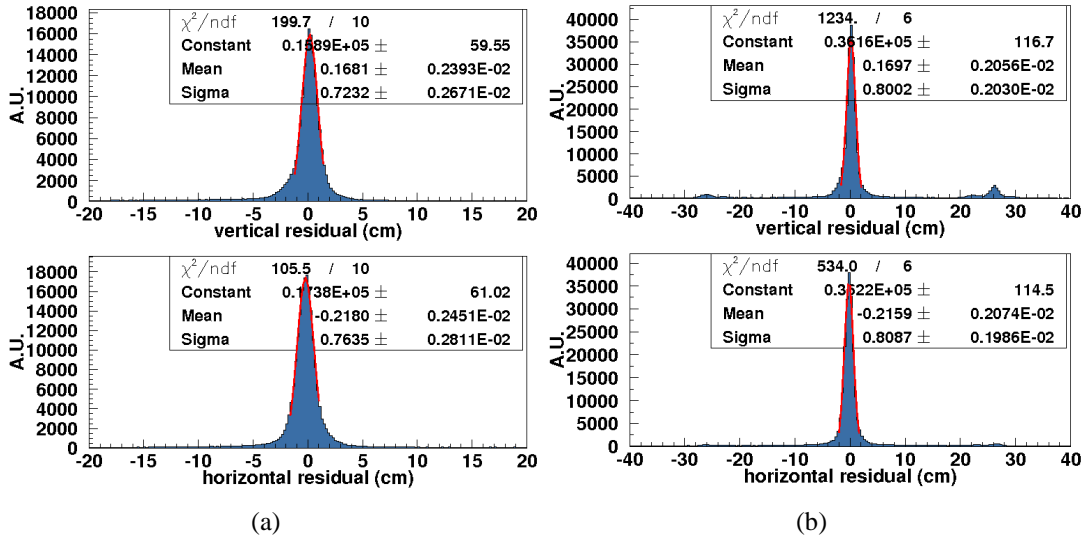 χ²/ndf 199.7 / 10
Constant 0.1589E+05 ± 59.55
Mean 0.1681 ± 0.2393E-02
Sigma 0.7232 ± 0.2671E-02
A.U.
18000
16000
14000
12000
10000
8000
6000
4000
2000
0
-20 -15 -10 -5 0 5 10 15 20
vertical residual (cm)
χ²/ndf 1234. / 6
Constant 0.3616E+05 ± 116.7
Mean 0.1697 ± 0.2056E-02
Sigma 0.8002 ± 0.2030E-02
A.U.
40000
35000
30000
25000
20000
15000
10000
5000
0
-40 -30 -20 -10 0 10 20 30 40
vertical residual (cm)
χ²/ndf 105.5 / 10
Constant 0.1738E+05 ± 61.02
Mean -0.2180 ± 0.2451E-02
Sigma 0.7635 ± 0.2811E-02
A.U.
18000
16000
14000
12000
10000
8000
6000
4000
2000
0
-20 -15 -10 -5 0 5 10 15 20
horizontal residual (cm)
χ²/ndf 534.0 / 6
Constant 0.3622E+05 ± 114.5
Mean -0.2159 ± 0.2074E-02
Sigma 0.8087 ± 0.1986E-02
A.U.
40000
35000
30000
25000
20000
15000
10000
5000
0
-40 -30 -20 -10 0 10 20 30 40
horizontal residual (cm)
(a)
(b)